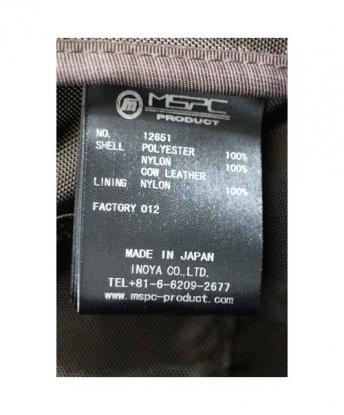 m MSPC
PRODUCT
NO. 12651
SHELL POLYESTER 100%
NYLON 100%
COW LEATHER
LINING NYLON 100%
FACTORY 012
MADE IN JAPAN
INOYA CO.,LTD.
TEL+81-6-6209-2677
www.mspc-product.com